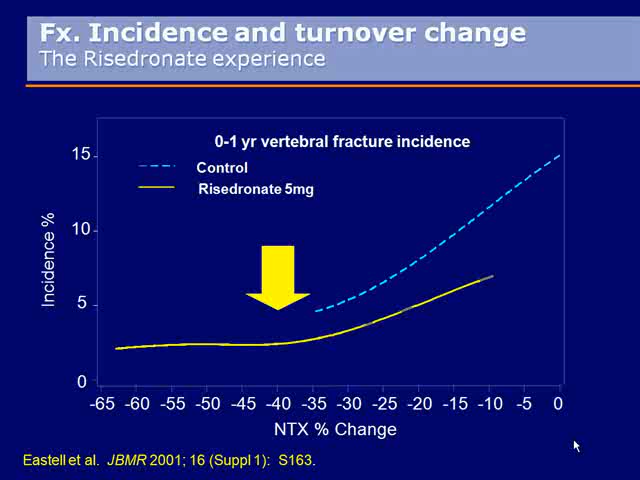 Fx. Incidence and turnover change
The Risedronate experience
0-1 yr vertebral fracture incidence
Control
Risedronate 5mg
Incidence %
15
10
5
0
-65 -60 -55 -50 -45 -40 -35 -30 -25 -20 -15 -10 -5 0
NTX % Change
Eastell et al. JBMR 2001; 16 (Suppl 1): S163.